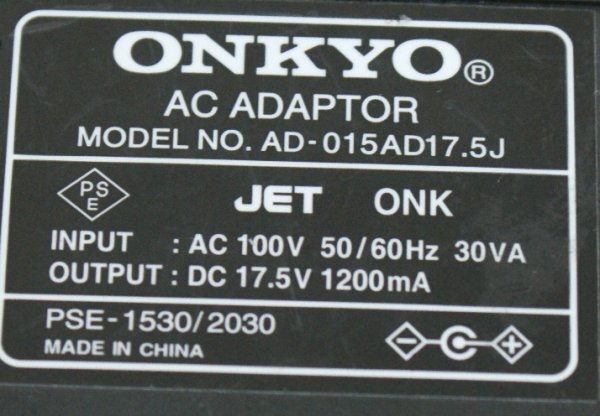 ONKYO®
AC ADAPTOR
MODEL NO. AD-015AD17.5J
PS
E
JET ONK
INPUT : AC 100V 50/60Hz 30VA
OUTPUT : DC 17.5V 1200mA
PSE-1530/2030
MADE IN CHINA